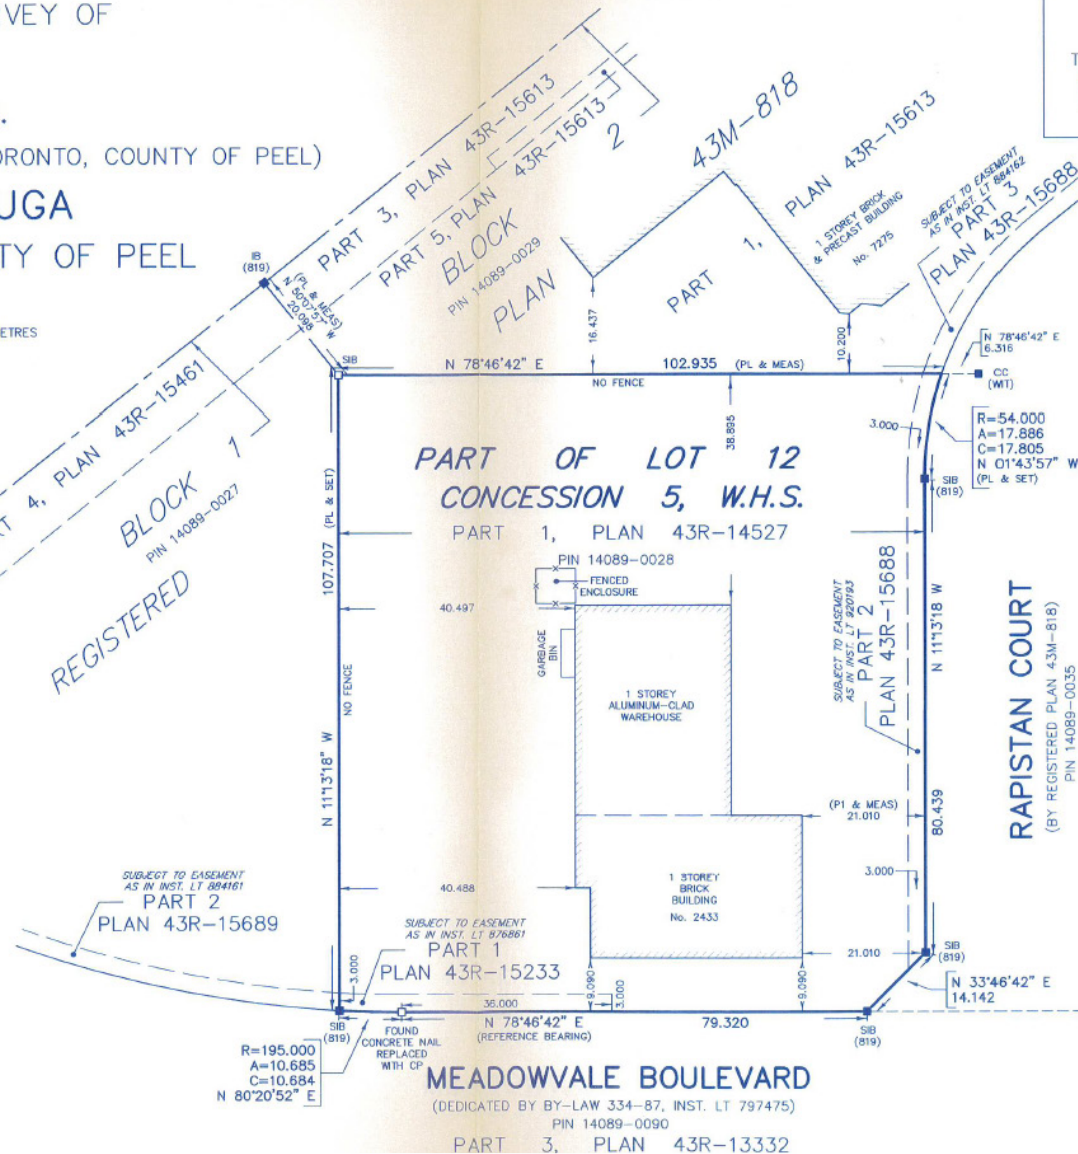 VEY OF
ORONTO, COUNTY OF PEEL)
UGA
TY OF PEEL
ETRES
T
PART 3, PLAN 43R-15613
PART 5, PLAN 43R-15613
BLOCK 2
PIN 14089-0029
PLAN
43M-818
PLAN 43R-15613
PART 1,
1 STOREY BRICK
& PRECAST BUILDING
No. 7275
SUBJECT TO EASEMENT
AS IN INST. LT 884162
PART 3
PLAN 43R-15688
IB
(819)
(PL & MEAS)
N 50°07'57" W
20.098
SIB
N 78°46'42" E
102.935 (PL & MEAS)
NO FENCE
16.437
10.200
38.895
N 78°46'42" E
6.316
CC
(WIT)
R=54.000
A=17.886
C=17.805
N 01°43'57" W
(PL & SET)
3.000
SIB
(819)
RT 4, PLAN 43R-15461
BLOCK 1
PIN 14089-0027
REGISTERED
PART OF LOT 12
CONCESSION 5, W.H.S.
PART 1, PLAN 43R-14527
PIN 14089-0028
FENCED
ENCLOSURE
107.707 (PL & SET)
NO FENCE
N 11°13'18" W
40.497
GARBAGE
BIN
1 STOREY
ALUMINUM-CLAD
WAREHOUSE
SUBJECT TO EASEMENT
AS IN INST. LT 920193
PART 2
PLAN 43R-15688
N 11°13'18" W
80.439
RAPISTAN COURT
(BY REGISTERED PLAN 43M-818)
PIN 14089-0035
(P1 & MEAS)
21.010
3.000
1 STOREY
BRICK
BUILDING
No. 2433
40.488
SUBJECT TO EASEMENT
AS IN INST. LT 884161
PART 2
PLAN 43R-15689
SUBJECT TO EASEMENT
AS IN INST. LT 876861
PART 1
PLAN 43R-15233
21.010
SIB
(819)
N 33°46'42" E
14.142
3.000
36.000
9.090
3.000
9.090
SIB
(819)
FOUND
CONCRETE NAIL
REPLACED
WITH CP
N 78°46'42" E
(REFERENCE BEARING)
79.320
SIB
(819)
R=195.000
A=10.685
C=10.684
N 80°20'52" E
MEADOWVALE BOULEVARD
(DEDICATED BY BY-LAW 334-87, INST. LT 797475)
PIN 14089-0090
PART 3, PLAN 43R-13332